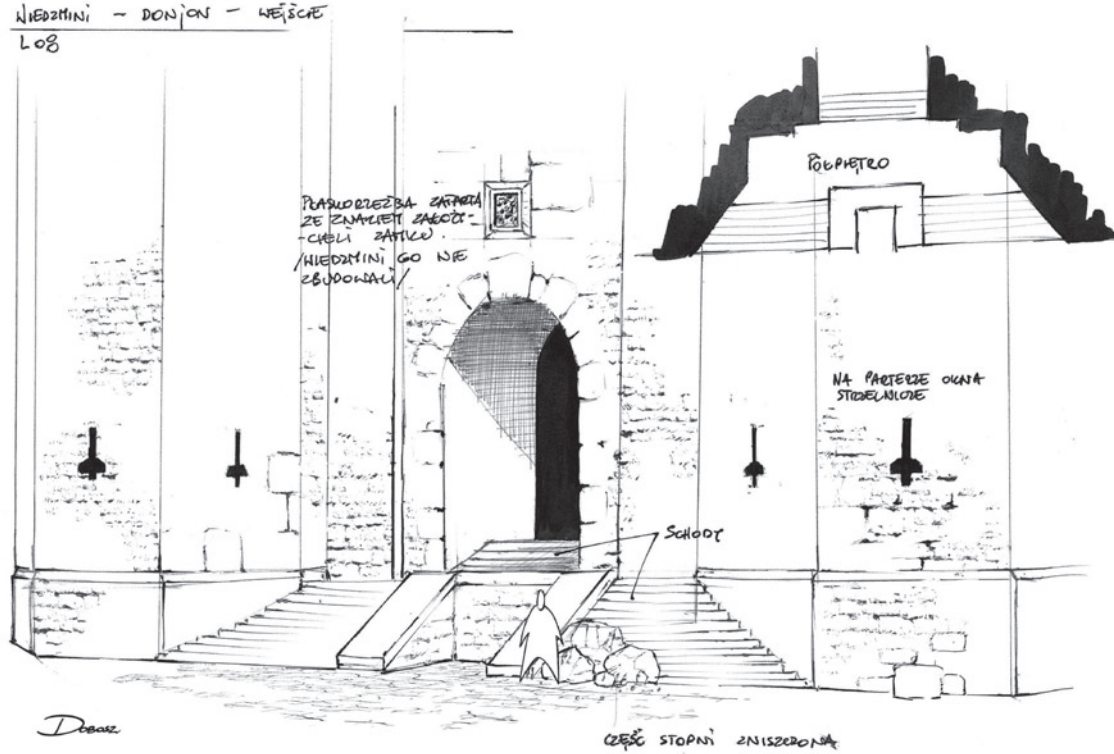 WIEDZMINI - DONJON - WEJŚCIE
L08
PŁASKORZEŹBA ZATARTA
ZE ZNAKIEM ZAŁOŻY-
-CIELI ZAMKU.
/WIEDZMINI GO NIE
ZBUDOWALI/
PÓŁPIĘTRO
NA PARTERZE OKNA
STRZELNICZE
SCHODY
CZĘŚĆ STOPNI ZNISZCZONA
Dobosz